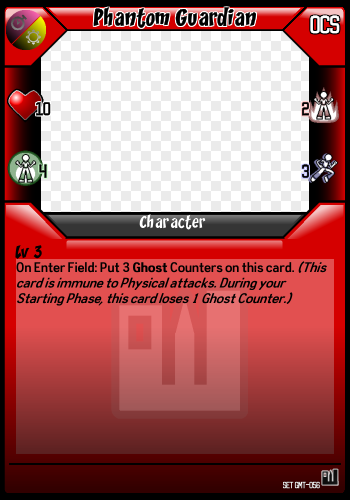 Phantom Guardian
OCS
10
2
4
3
Character
Lv 3
On Enter Field: Put 3 Ghost Counters on this card. (This
card is immune to Physical attacks. During your
Starting Phase, this card loses 1 Ghost Counter.)
SET GMT-056